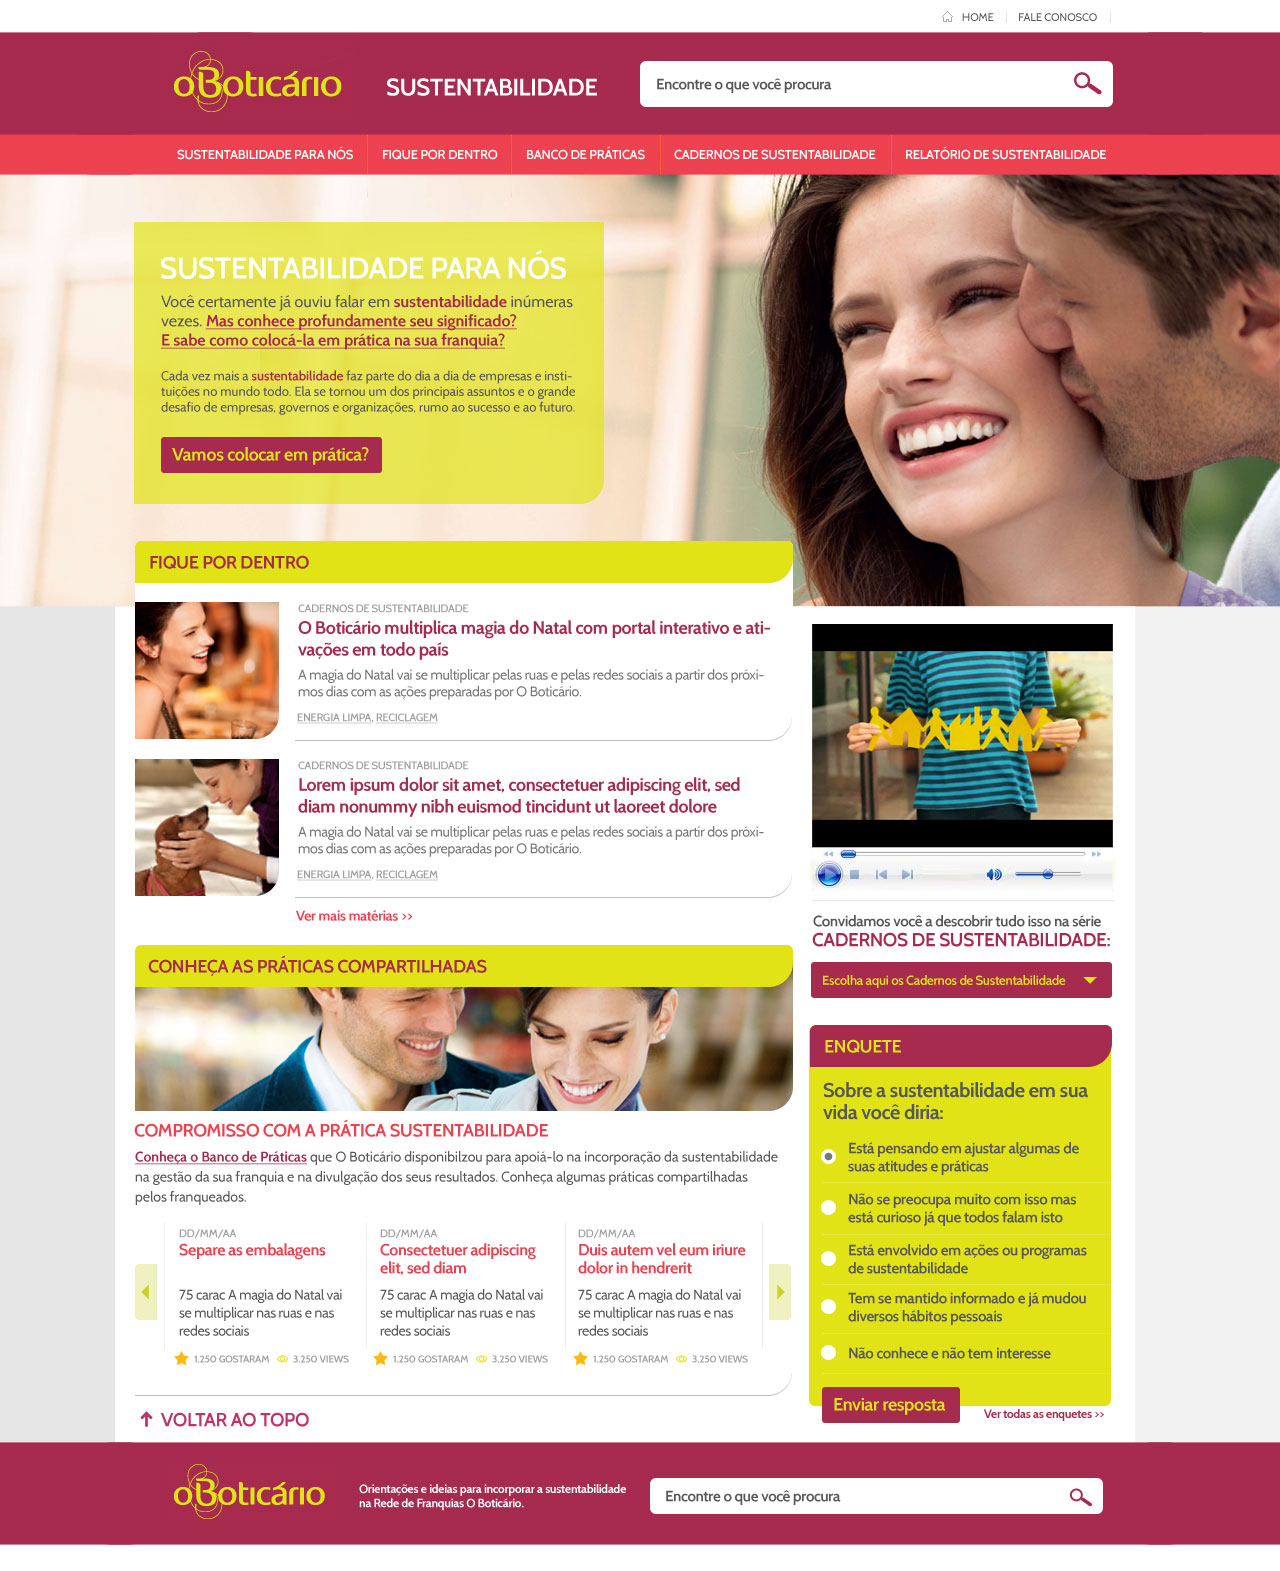 HOME
FALE CONOSCO
oBoticário
SUSTENTABILIDADE
Encontre o que você procura
SUSTENTABILIDADE PARA NÓS
FIQUE POR DENTRO
BANCO DE PRÁTICAS
CADERNOS DE SUSTENTABILIDADE
RELATÓRIO DE SUSTENTABILIDADE
SUSTENTABILIDADE PARA NÓS
Você certamente já ouviu falar em sustentabilidade inúmeras
vezes. Mas conhece profundamente seu significado?
E sabe como colocá-la em prática na sua franquia?
Cada vez mais a sustentabilidade faz parte do dia a dia de empresas e insti-
tuições no mundo todo. Ela se tornou um dos principais assuntos e o grande
desafio de empresas, governos e organizações, rumo ao sucesso e ao futuro.
Vamos colocar em prática?
FIQUE POR DENTRO
CADERNOS DE SUSTENTABILIDADE
O Boticário multiplica magia do Natal com portal interativo e ati-
vações em todo país
A magia do Natal vai se multiplicar pelas ruas e pelas redes sociais a partir dos próxi-
mos dias com as ações preparadas por O Boticário.
ENERGIA LIMPA, RECICLAGEM
CADERNOS DE SUSTENTABILIDADE
Lorem ipsum dolor sit amet, consectetuer adipiscing elit, sed
diam nonummy nibh euismod tincidunt ut laoreet dolore
A magia do Natal vai se multiplicar pelas ruas e pelas redes sociais a partir dos próxi-
mos dias com as ações preparadas por O Boticário.
ENERGIA LIMPA, RECICLAGEM
Ver mais matérias >>
Convidamos você a descobrir tudo isso na série
CADERNOS DE SUSTENTABILIDADE:
Escolha aqui os Cadernos de Sustentabilidade
CONHEÇA AS PRÁTICAS COMPARTILHADAS
COMPROMISSO COM A PRÁTICA SUSTENTABILIDADE
Conheça o Banco de Práticas que O Boticário disponibilzou para apoiá-lo na incorporação da sustentabilidade
na gestão da sua franquia e na divulgação dos seus resultados. Conheça algumas práticas compartilhadas
pelos franqueados.
DD/MM/AA
Separe as embalagens
75 carac A magia do Natal vai
se multiplicar nas ruas e nas
redes sociais
1.250 GOSTARAM
3.250 VIEWS
DD/MM/AA
Consectetuer adipiscing
elit, sed diam
75 carac A magia do Natal vai
se multiplicar nas ruas e nas
redes sociais
1.250 GOSTARAM
3.250 VIEWS
DD/MM/AA
Duis autem vel eum iriure
dolor in hendrerit
75 carac A magia do Natal vai
se multiplicar nas ruas e nas
redes sociais
1.250 GOSTARAM
3.250 VIEWS
ENQUETE
Sobre a sustentabilidade em sua
vida você diria:
Está pensando em ajustar algumas de
suas atitudes e práticas
Não se preocupa muito com isso mas
está curioso já que todos falam isto
Está envolvido em ações ou programas
de sustentabilidade
Tem se mantido informado e já mudou
diversos hábitos pessoais
Não conhece e não tem interesse
Enviar resposta
Ver todas as enquetes >>
VOLTAR AO TOPO
oBoticário
Orientações e ideias para incorporar a sustentabilidade
na Rede de Franquias O Boticário.
Encontre o que você procura